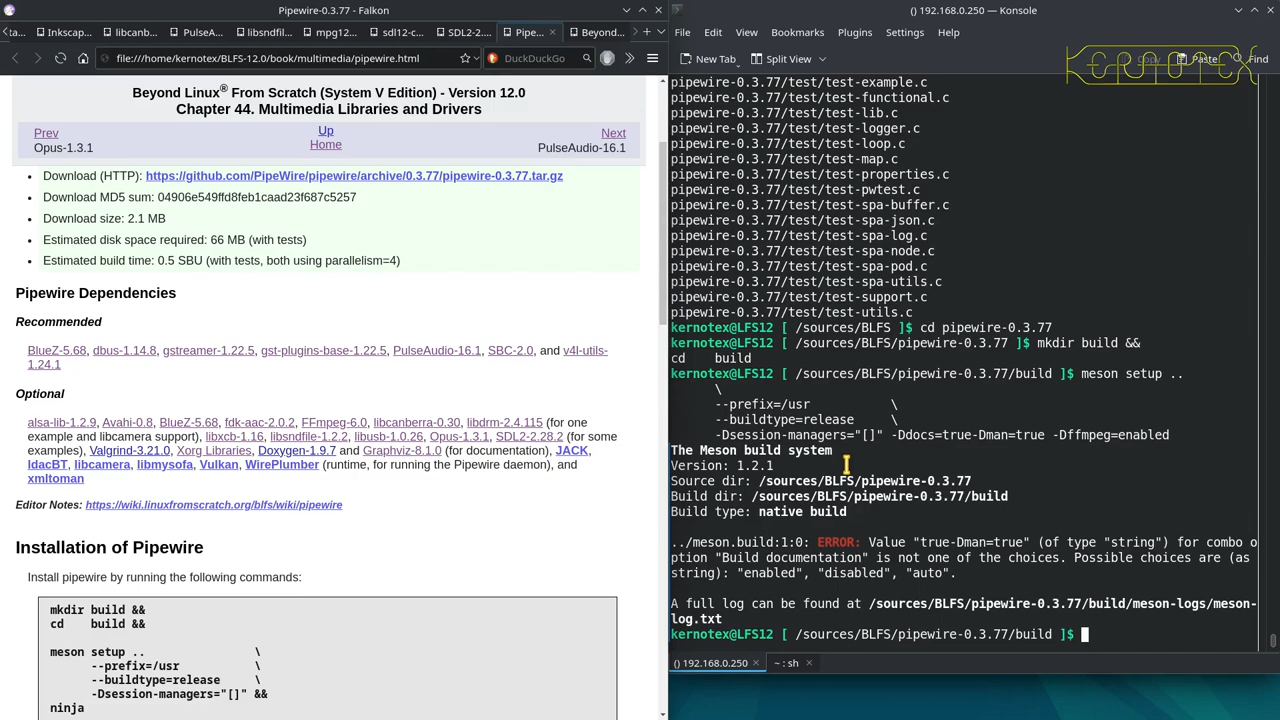 Pipewire-0.3.77 - Falkon
ta... Inkscap... libcanb... PulseA... libsndfil... mpg12... sdl12-c... SDL2-2.... Pipe... Beyond...
file:///home/kernotex/BLFS-12.0/book/multimedia/pipewire.html DuckDuckGo
Beyond Linux® From Scratch (System V Edition) - Version 12.0
Chapter 44. Multimedia Libraries and Drivers
Prev Up Next
Opus-1.3.1 Home PulseAudio-16.1
• Download (HTTP): https://github.com/PipeWire/pipewire/archive/0.3.77/pipewire-0.3.77.tar.gz
• Download MD5 sum: 04906e549ffd8feb1caad23f687c5257
• Download size: 2.1 MB
• Estimated disk space required: 66 MB (with tests)
• Estimated build time: 0.5 SBU (with tests, both using parallelism=4)
Pipewire Dependencies
Recommended
BlueZ-5.68, dbus-1.14.8, gstreamer-1.22.5, gst-plugins-base-1.22.5, PulseAudio-16.1, SBC-2.0, and v4l-utils-
1.24.1
Optional
alsa-lib-1.2.9, Avahi-0.8, BlueZ-5.68, fdk-aac-2.0.2, FFmpeg-6.0, libcanberra-0.30, libdrm-2.4.115 (for one
example and libcamera support), libxcb-1.16, libsndfile-1.2.2, libusb-1.0.26, Opus-1.3.1, SDL2-2.28.2 (for some
examples), Valgrind-3.21.0, Xorg Libraries, Doxygen-1.9.7 and Graphviz-8.1.0 (for documentation), JACK,
ldacBT, libcamera, libmysofa, Vulkan, WirePlumber (runtime, for running the Pipewire daemon), and
xmltoman
Editor Notes: https://wiki.linuxfromscratch.org/blfs/wiki/pipewire
Installation of Pipewire
Install pipewire by running the following commands:
mkdir build &&
cd    build &&
meson setup ..            \
      --prefix=/usr       \
      --buildtype=release \
      -Dsession-managers="[]" &&
ninja
() 192.168.0.250 — Konsole
File Edit View Bookmarks Plugins Settings Help
New Tab Split View Copy Paste Find
KERNOTEX
pipewire-0.3.77/test/test-example.c
pipewire-0.3.77/test/test-functional.c
pipewire-0.3.77/test/test-lib.c
pipewire-0.3.77/test/test-logger.c
pipewire-0.3.77/test/test-loop.c
pipewire-0.3.77/test/test-map.c
pipewire-0.3.77/test/test-properties.c
pipewire-0.3.77/test/test-pwtest.c
pipewire-0.3.77/test/test-spa-buffer.c
pipewire-0.3.77/test/test-spa-json.c
pipewire-0.3.77/test/test-spa-log.c
pipewire-0.3.77/test/test-spa-node.c
pipewire-0.3.77/test/test-spa-pod.c
pipewire-0.3.77/test/test-spa-utils.c
pipewire-0.3.77/test/test-support.c
pipewire-0.3.77/test/test-utils.c
kernotex@LFS12 [ /sources/BLFS ]$ cd pipewire-0.3.77
kernotex@LFS12 [ /sources/BLFS/pipewire-0.3.77 ]$ mkdir build &&
cd    build
kernotex@LFS12 [ /sources/BLFS/pipewire-0.3.77/build ]$ meson setup ..
      \
      --prefix=/usr           \
      --buildtype=release     \
      -Dsession-managers="[]" -Ddocs=true-Dman=true -Dffmpeg=enabled
The Meson build system
Version: 1.2.1
Source dir: /sources/BLFS/pipewire-0.3.77
Build dir: /sources/BLFS/pipewire-0.3.77/build
Build type: native build
../meson.build:1:0: ERROR: Value "true-Dman=true" (of type "string") for combo o
ption "Build documentation" is not one of the choices. Possible choices are (as
string): "enabled", "disabled", "auto".
A full log can be found at /sources/BLFS/pipewire-0.3.77/build/meson-logs/meson-
log.txt
kernotex@LFS12 [ /sources/BLFS/pipewire-0.3.77/build ]$
() 192.168.0.250 ~ : sh